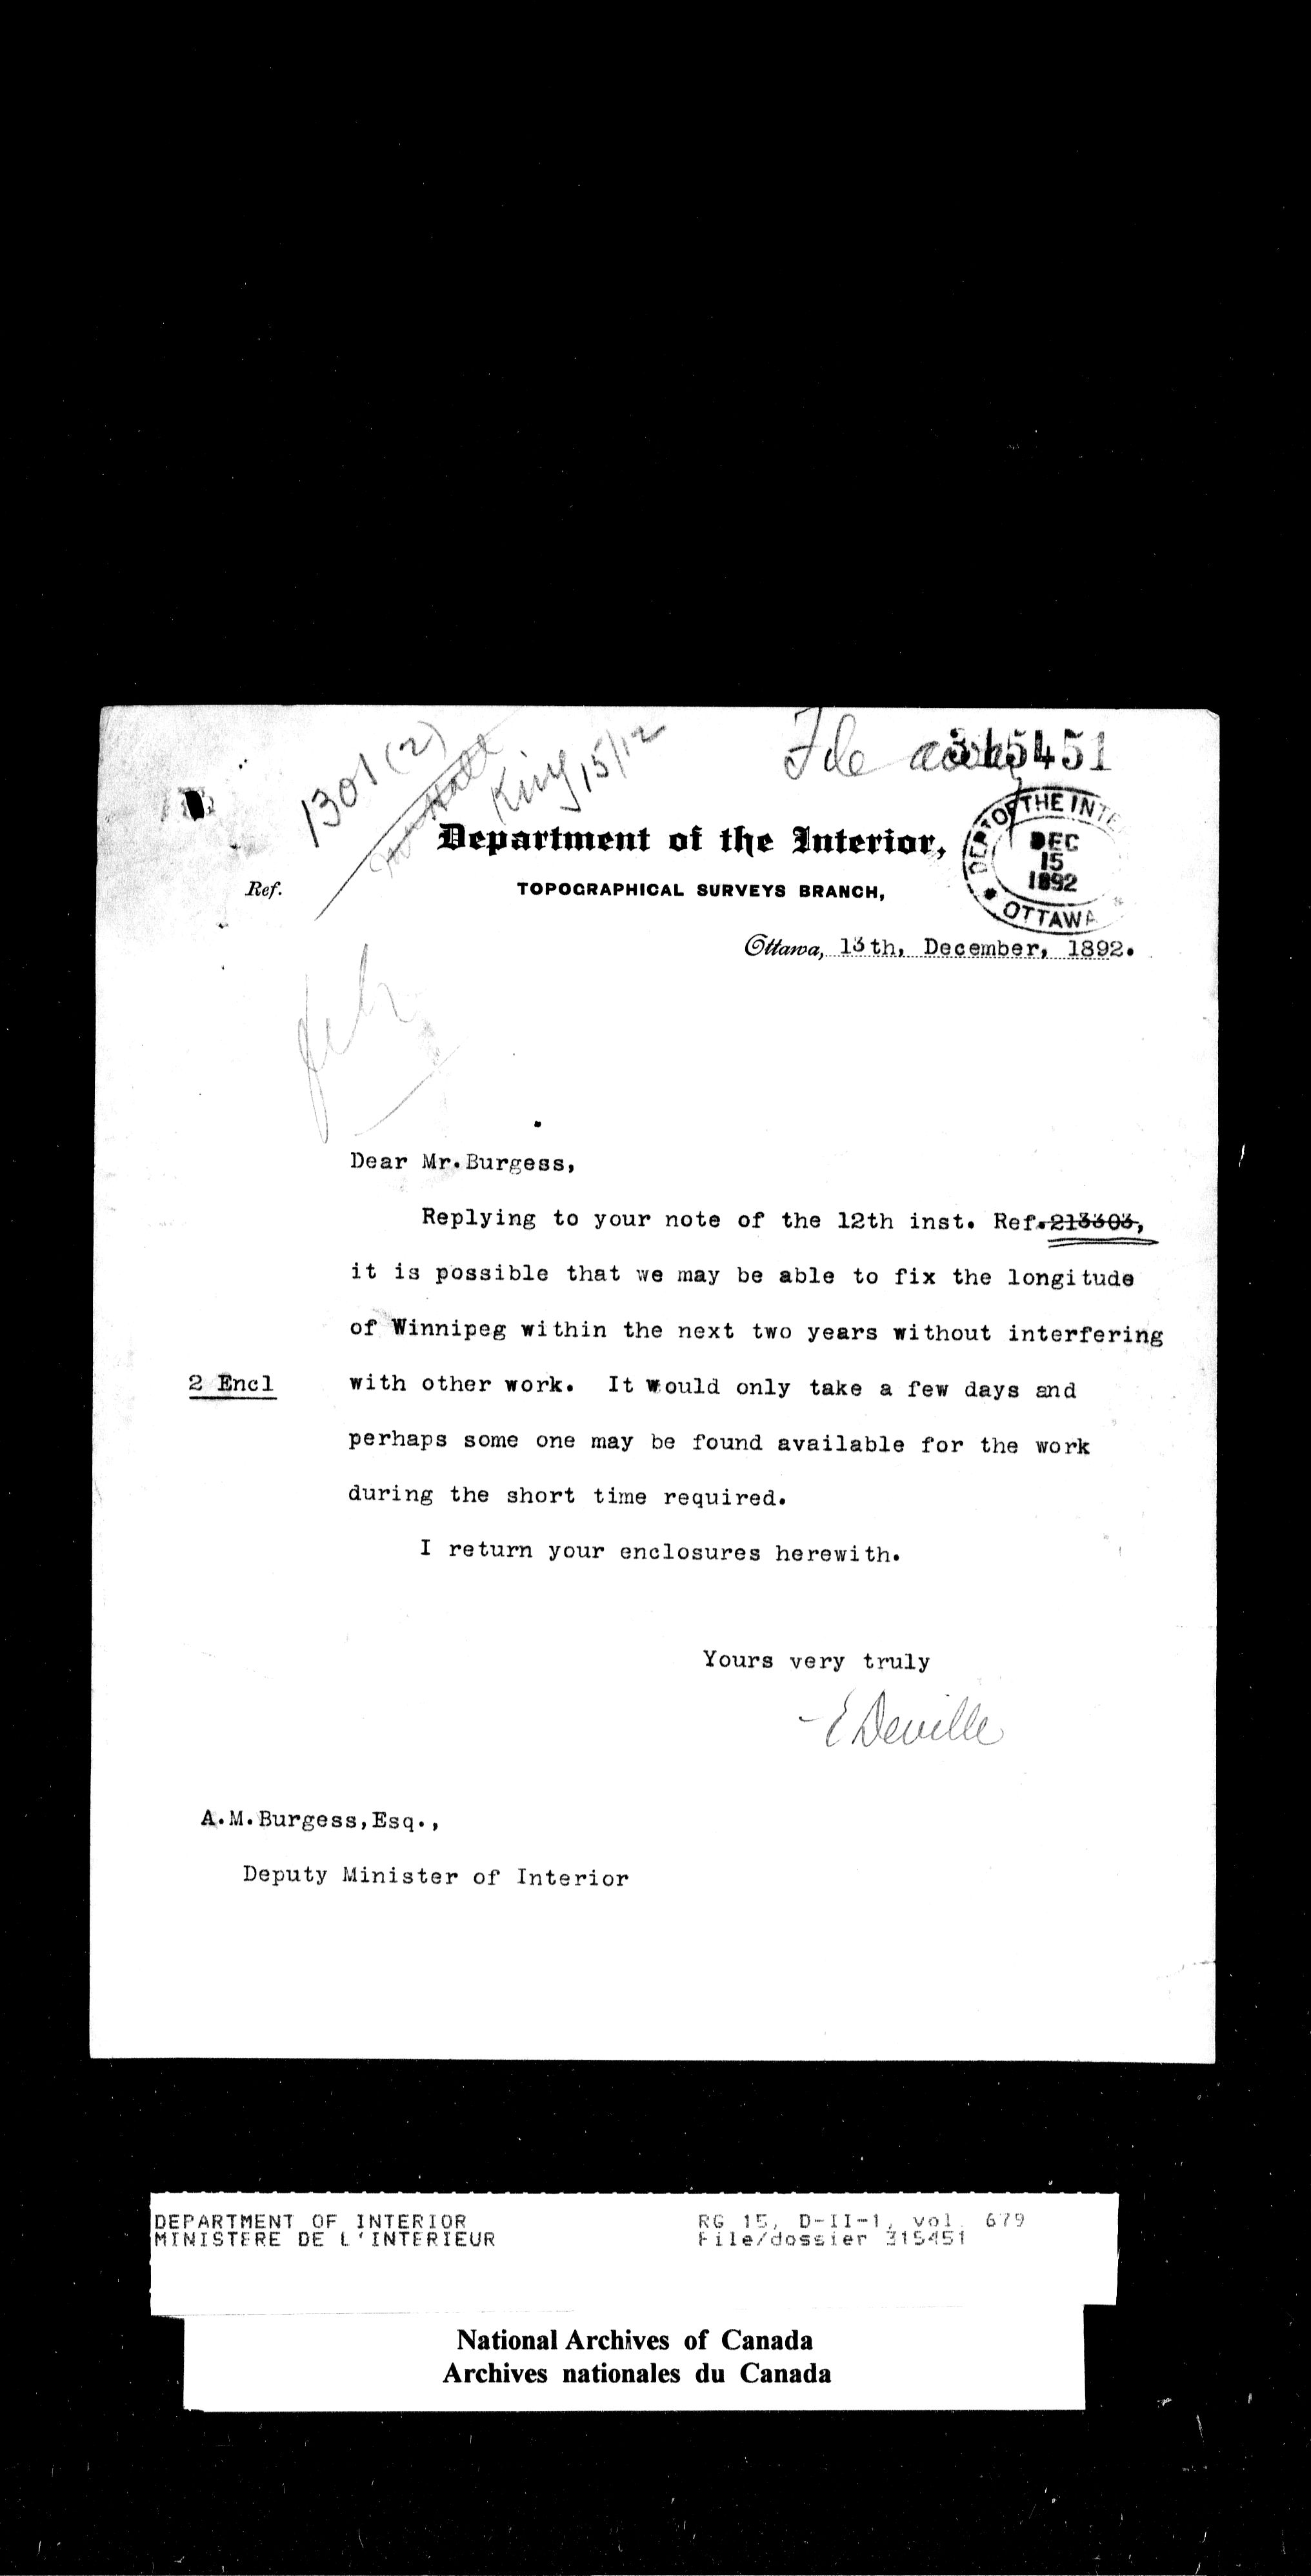 1301 (2)
King 15/12
File
315451
Department of the Interior,
DEPT OF THE INTE
DEC
15
1892
OTTAWA
Ref.
TOPOGRAPHICAL SURVEYS BRANCH,
Ottawa, 13th, December, 1892.
Dear Mr.Burgess,
Replying to your note of the 12th inst. Ref.213303,
it is possible that we may be able to fix the longitude
of Winnipeg within the next two years without interfering
2 Encl
with other work. It would only take a few days and
perhaps some one may be found available for the work
during the short time required.
I return your enclosures herewith.
Yours very truly
E Deville
A.M.Burgess,Esq.,
Deputy Minister of Interior
DEPARTMENT OF INTERIOR
MINISTERE DE L'INTERIEUR
RG 15, D-II-1, vol. 679
File/dossier 315451
National Archives of Canada
Archives nationales du Canada